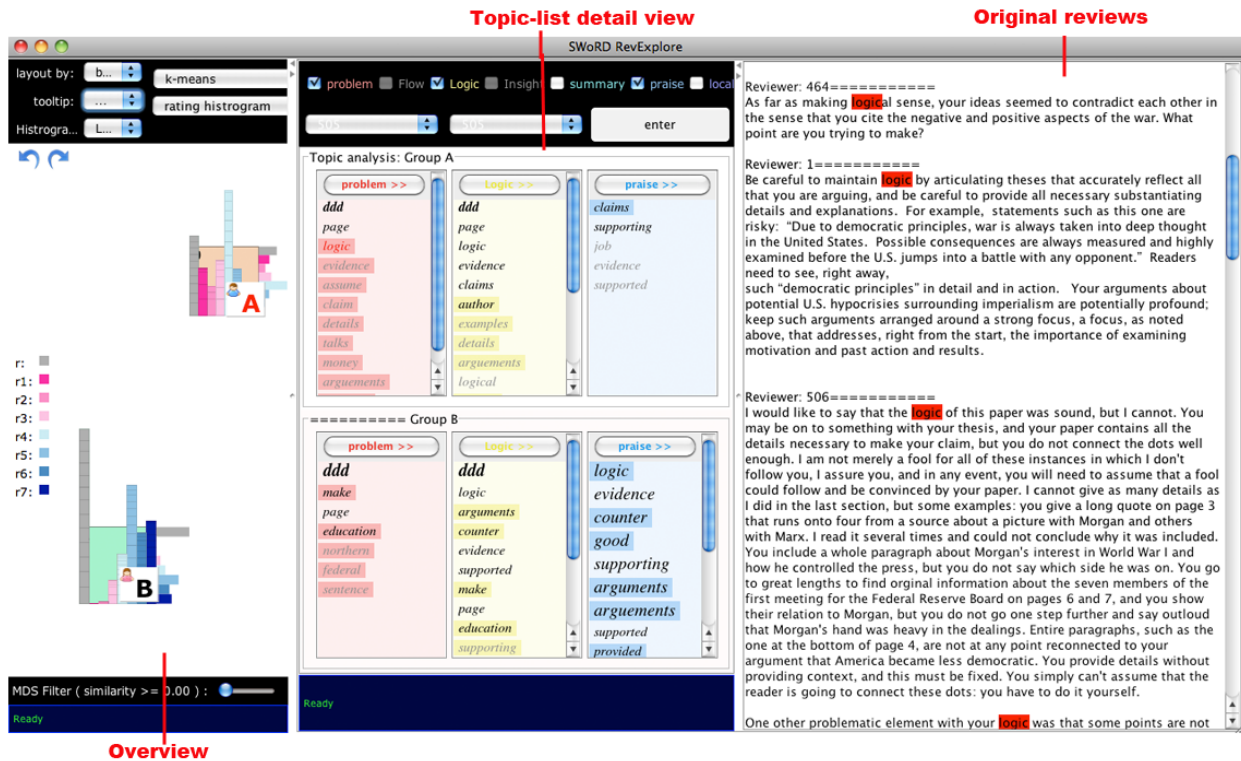 Topic-list detail view
Original reviews
SWoRD RevExplore
layout by:
b...
k-means
tooltip:
...
rating histrogram
Histrogra...
L...
problem
Flow
Logic
Insight
summary
praise
local
sos
sos
enter
Topic analysis: Group A
problem >>
ddd
page
logic
evidence
assume
claim
details
talks
money
arguements
Logic >>
ddd
page
logic
evidence
claims
author
examples
details
arguements
logical
praise >>
claims
supporting
job
evidence
supported
========== Group B
problem >>
ddd
make
page
education
northern
federal
sentence
Logic >>
ddd
logic
arguments
counter
evidence
supported
make
page
education
supporting
praise >>
logic
evidence
counter
good
supporting
arguments
arguements
supported
provided
A
r:
r1:
r2:
r3:
r4:
r5:
r6:
r7:
B
MDS Filter ( similarity >= 0.00 ) :
Ready
Ready
Overview
Reviewer: 464===========
As far as making logical sense, your ideas seemed to contradict each other in
the sense that you cite the negative and positive aspects of the war. What
point are you trying to make?
Reviewer: 1===========
Be careful to maintain logic by articulating theses that accurately reflect all
that you are arguing, and be careful to provide all necessary substantiating
details and explanations.  For example,  statements such as this one are
risky:  “Due to democratic principles, war is always taken into deep thought
in the United States.  Possible consequences are always measured and highly
examined before the U.S. jumps into a battle with any opponent.”  Readers
need to see, right away,
such “democratic principles” in detail and in action.   Your arguments about
potential U.S. hypocrisies surrounding imperialism are potentially profound;
keep such arguments arranged around a strong focus, a focus, as noted
above, that addresses, right from the start, the importance of examining
motivation and past action and results.
Reviewer: 506===========
I would like to say that the logic of this paper was sound, but I cannot. You
may be on to something with your thesis, and your paper contains all the
details necessary to make your claim, but you do not connect the dots well
enough. I am not merely a fool for all of these instances in which I don't
follow you, I assure you, and in any event, you will need to assume that a fool
could follow and be convinced by your paper. I cannot give as many details as
I did in the last section, but some examples: you give a long quote on page 3
that runs onto four from a source about a picture with Morgan and others
with Marx. I read it several times and could not conclude why it was included.
You include a whole paragraph about Morgan's interest in World War I and
how he controlled the press, but you do not say which side he was on. You go
to great lengths to find orginal information about the seven members of the
first meeting for the Federal Reserve Board on pages 6 and 7, and you show
their relation to Morgan, but you do not go one step further and say outloud
that Morgan's hand was heavy in the dealings. Entire paragraphs, such as the
one at the bottom of page 4, are not at any point reconnected to your
argument that America became less democratic. You provide details without
providing context, and this must be fixed. You simply can't assume that the
reader is going to connect these dots: you have to do it yourself.
One other problematic element with your logic was that some points are not